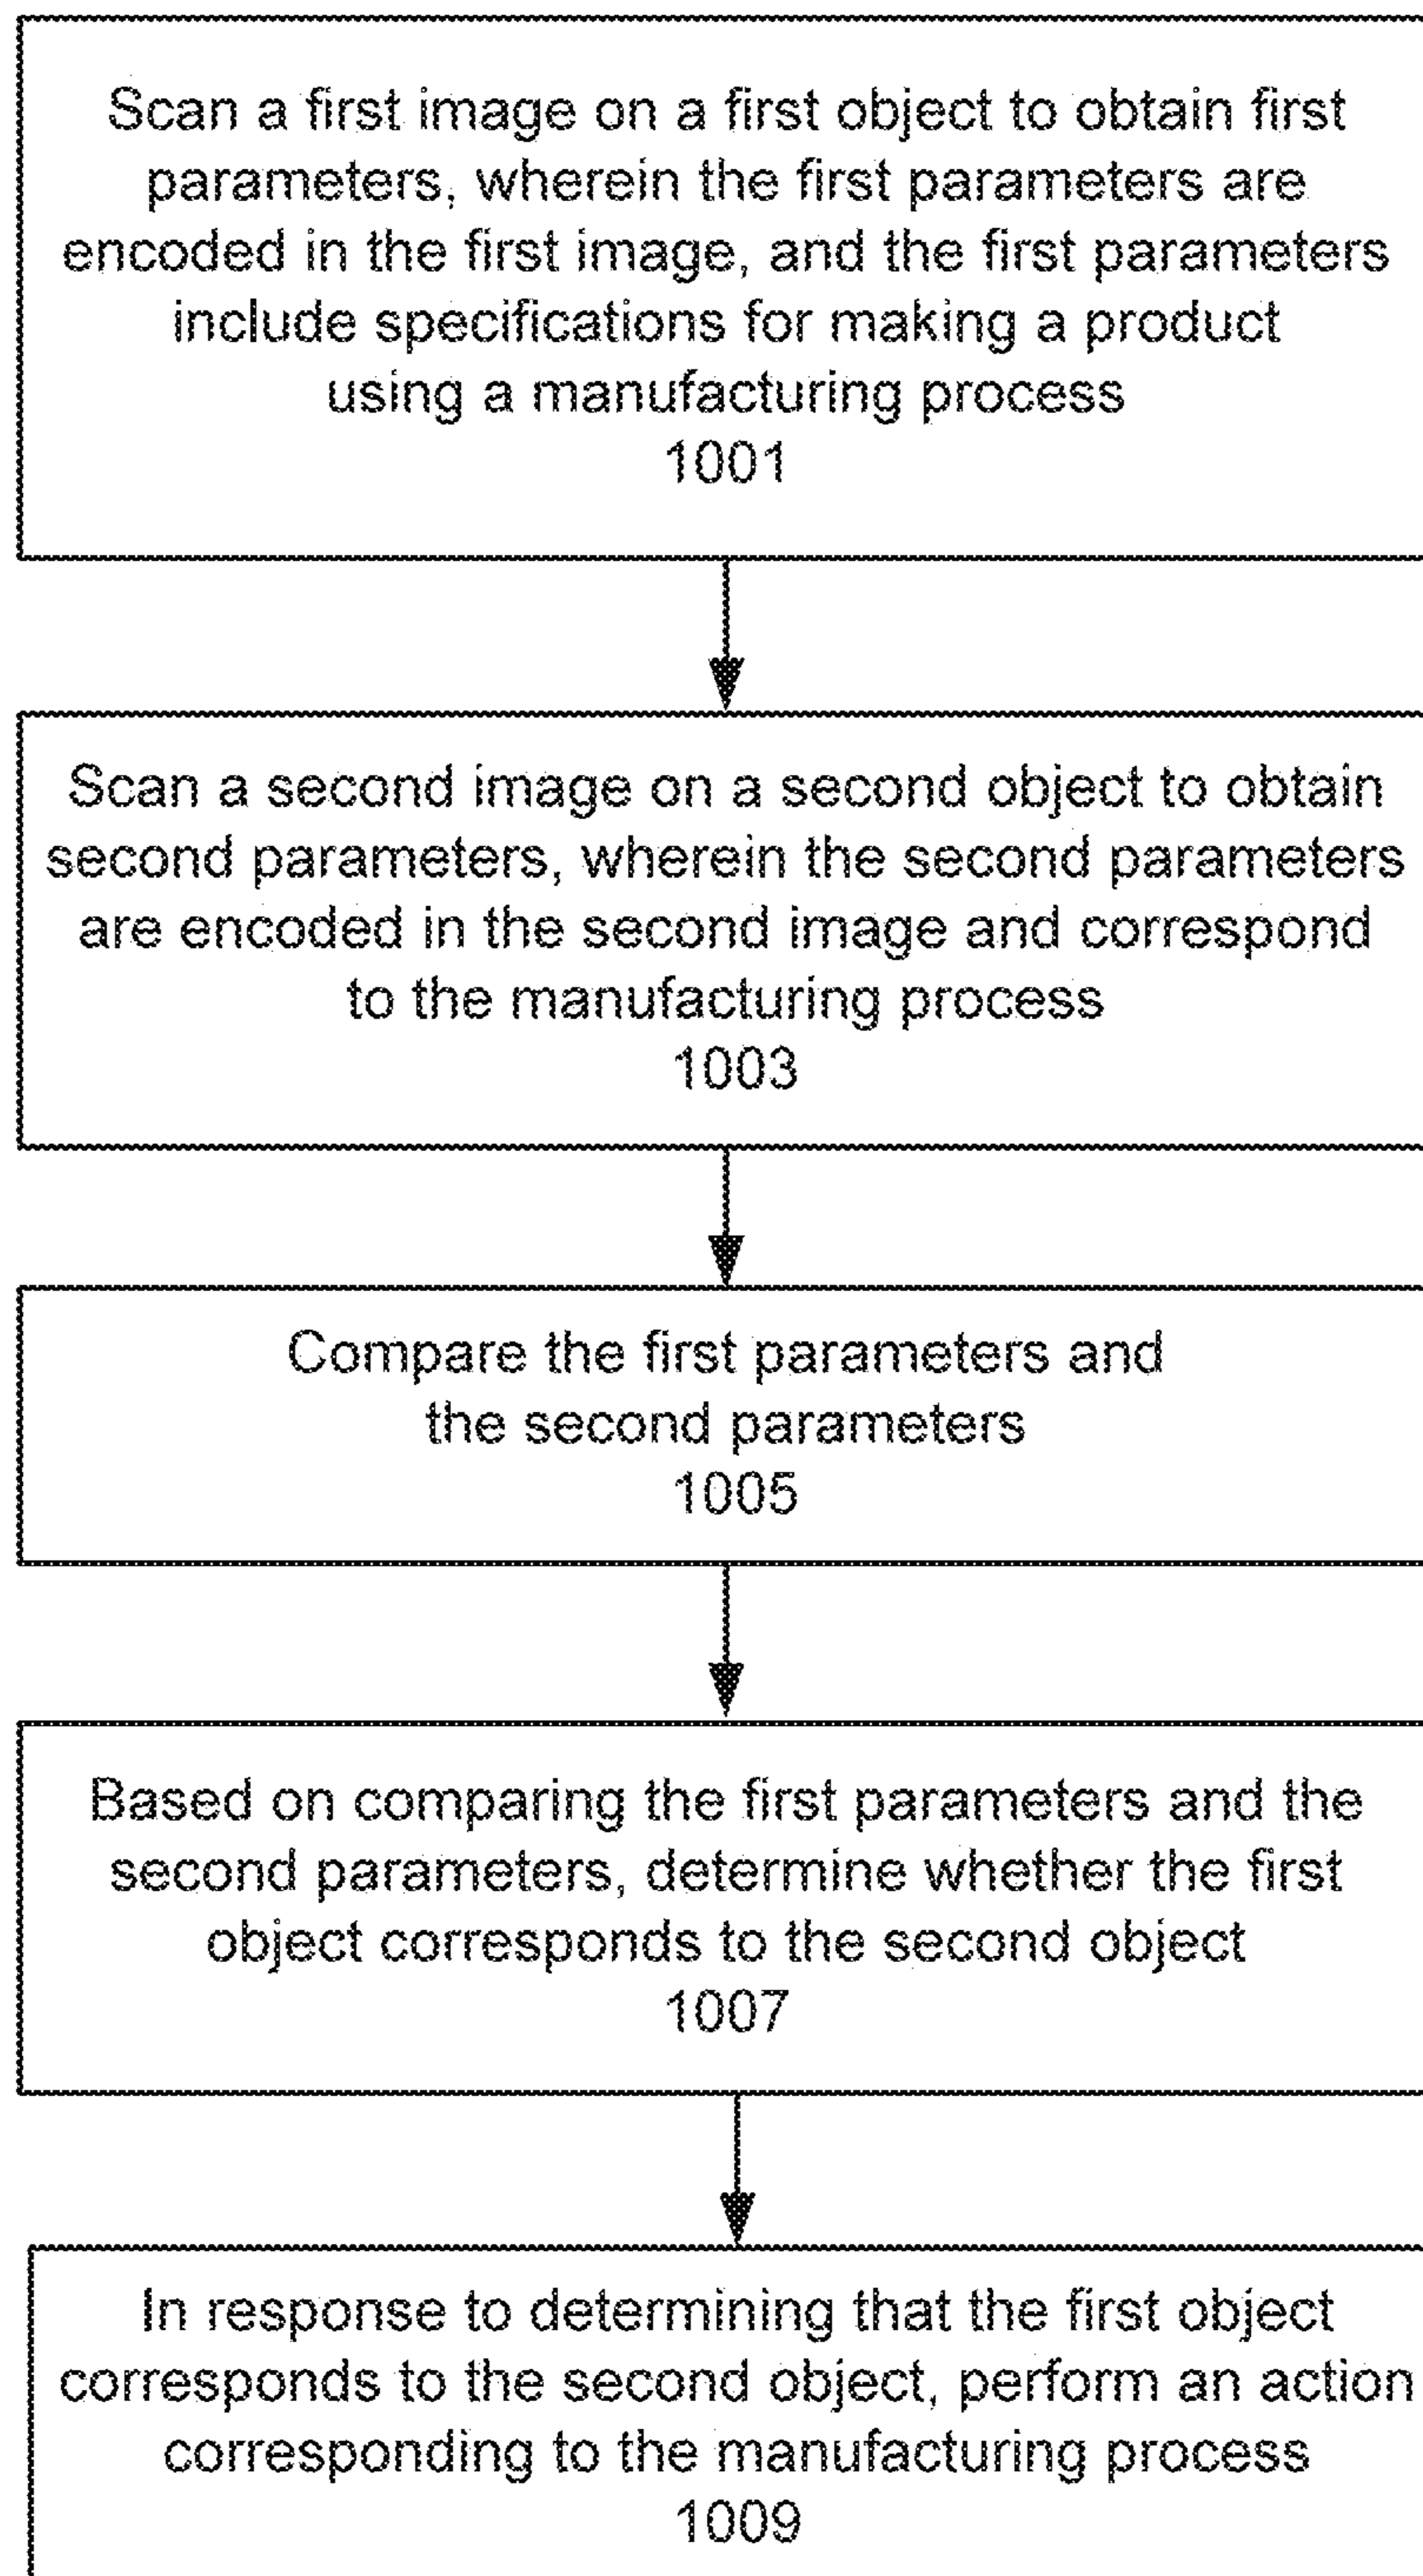 Scan a first image on a first object to obtain first
parameters, wherein the first parameters are
encoded in the first image, and the first parameters
include specifications for making a product
using a manufacturing process
1001
Scan a second image on a second object to obtain
second parameters, wherein the second parameters
are encoded in the second image and correspond
to the manufacturing process
1003
Compare the first parameters and
the second parameters
1005
Based on comparing the first parameters and the
second parameters, determine whether the first
object corresponds to the second object
1007
In response to determining that the first object
corresponds to the second object, perform an action
corresponding to the manufacturing process
1009